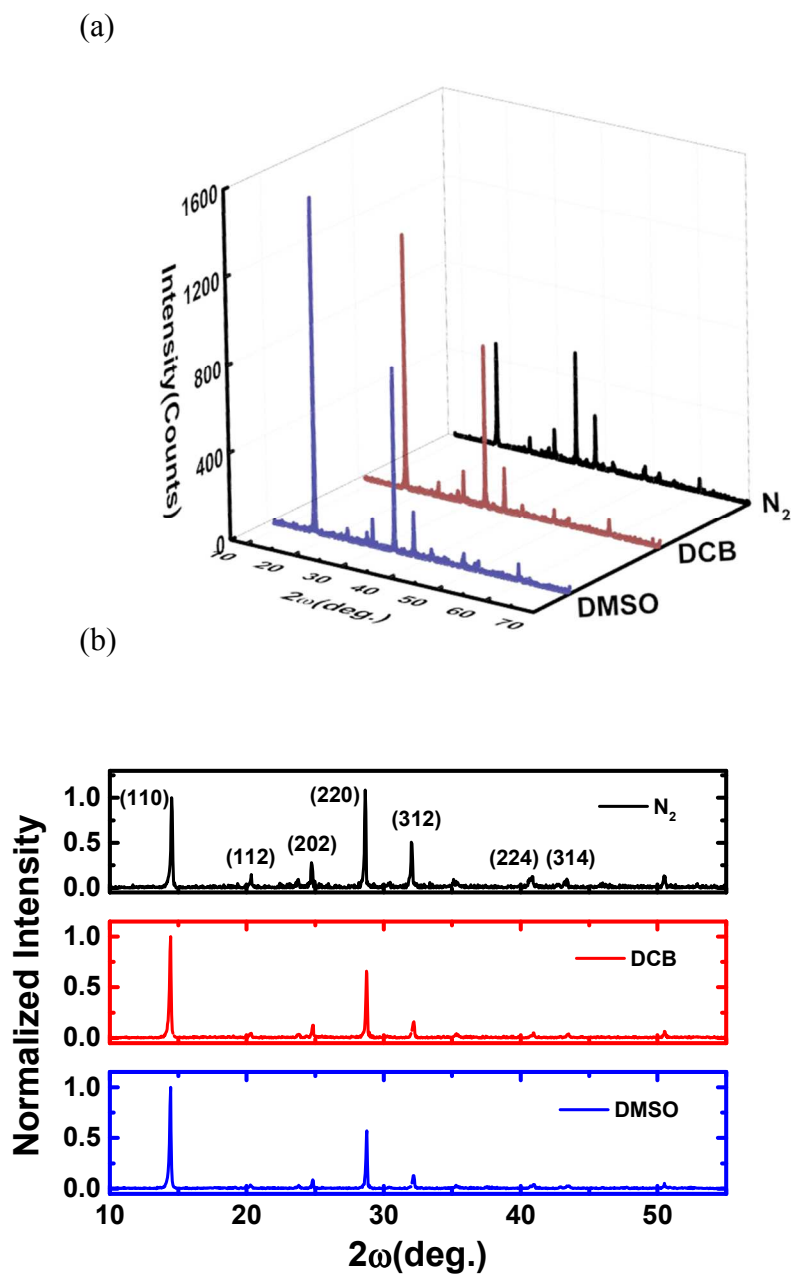 (a)
1600
1200
800
400
0
Intensity(Counts)
10 20 30 40 50 60 70
2ω(deg.)
N₂
DCB
DMSO
(b)
(110)
(112)
(202)
(220)
(312)
(224)
(314)
N₂
1.0
0.5
0.0
DCB
1.0
0.5
0.0
DMSO
1.0
0.5
0.0
Normalized Intensity
10 20 30 40 50
2ω(deg.)